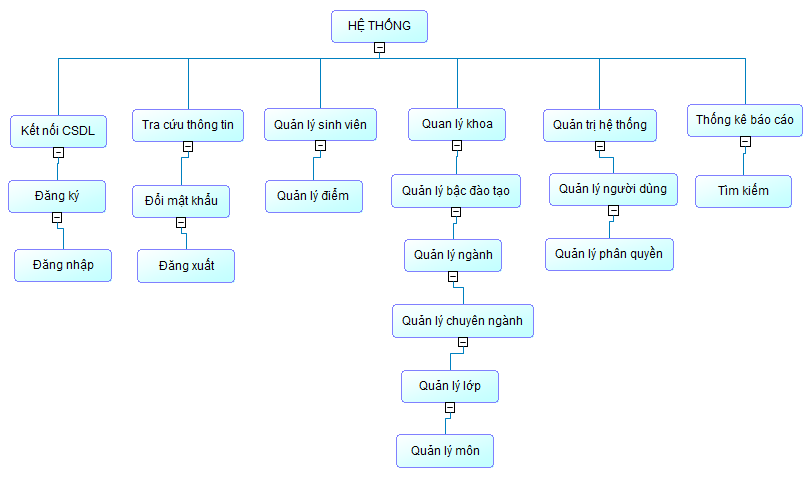 HỆ THỐNG
Kết nối CSDL
Tra cứu thông tin
Quản lý sinh viên
Quan lý khoa
Quản trị hệ thống
Thống kê báo cáo
Đăng ký
Đổi mật khẩu
Quản lý điểm
Quản lý bậc đào tạo
Quản lý người dùng
Tìm kiếm
Đăng nhập
Đăng xuất
Quản lý ngành
Quản lý phân quyền
Quản lý chuyên ngành
Quản lý lớp
Quản lý môn